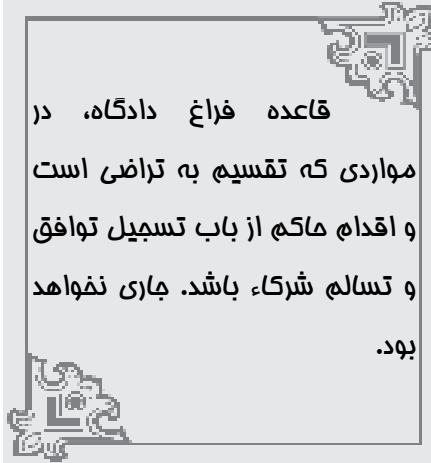 قاعده فراغ دادگاه، در
مواردی که تقسیم به تراضی است
و اقدام حاکم از باب تسجیل توافق
و تسالم شرکاء باشد. جاری نخواهد
بود.